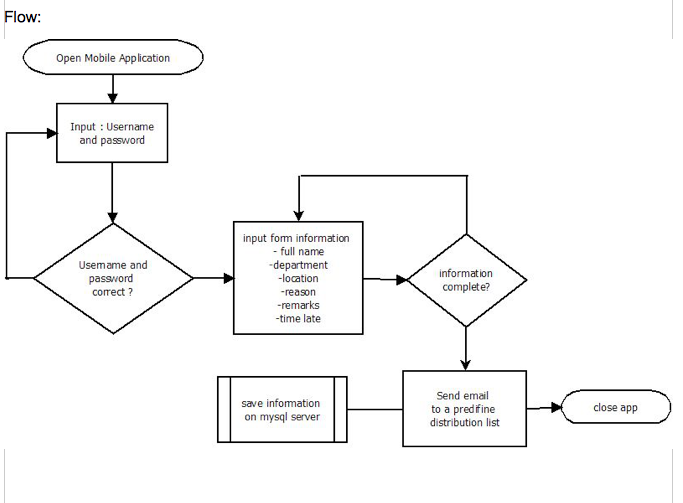 Flow:
Open Mobile Application
Input : Username
and password
Username and
password
correct ?
input form information
- full name
-department
-location
-reason
-remarks
-time late
information
complete?
save information
on mysql server
Send email
to a predifine
distribution list
close app